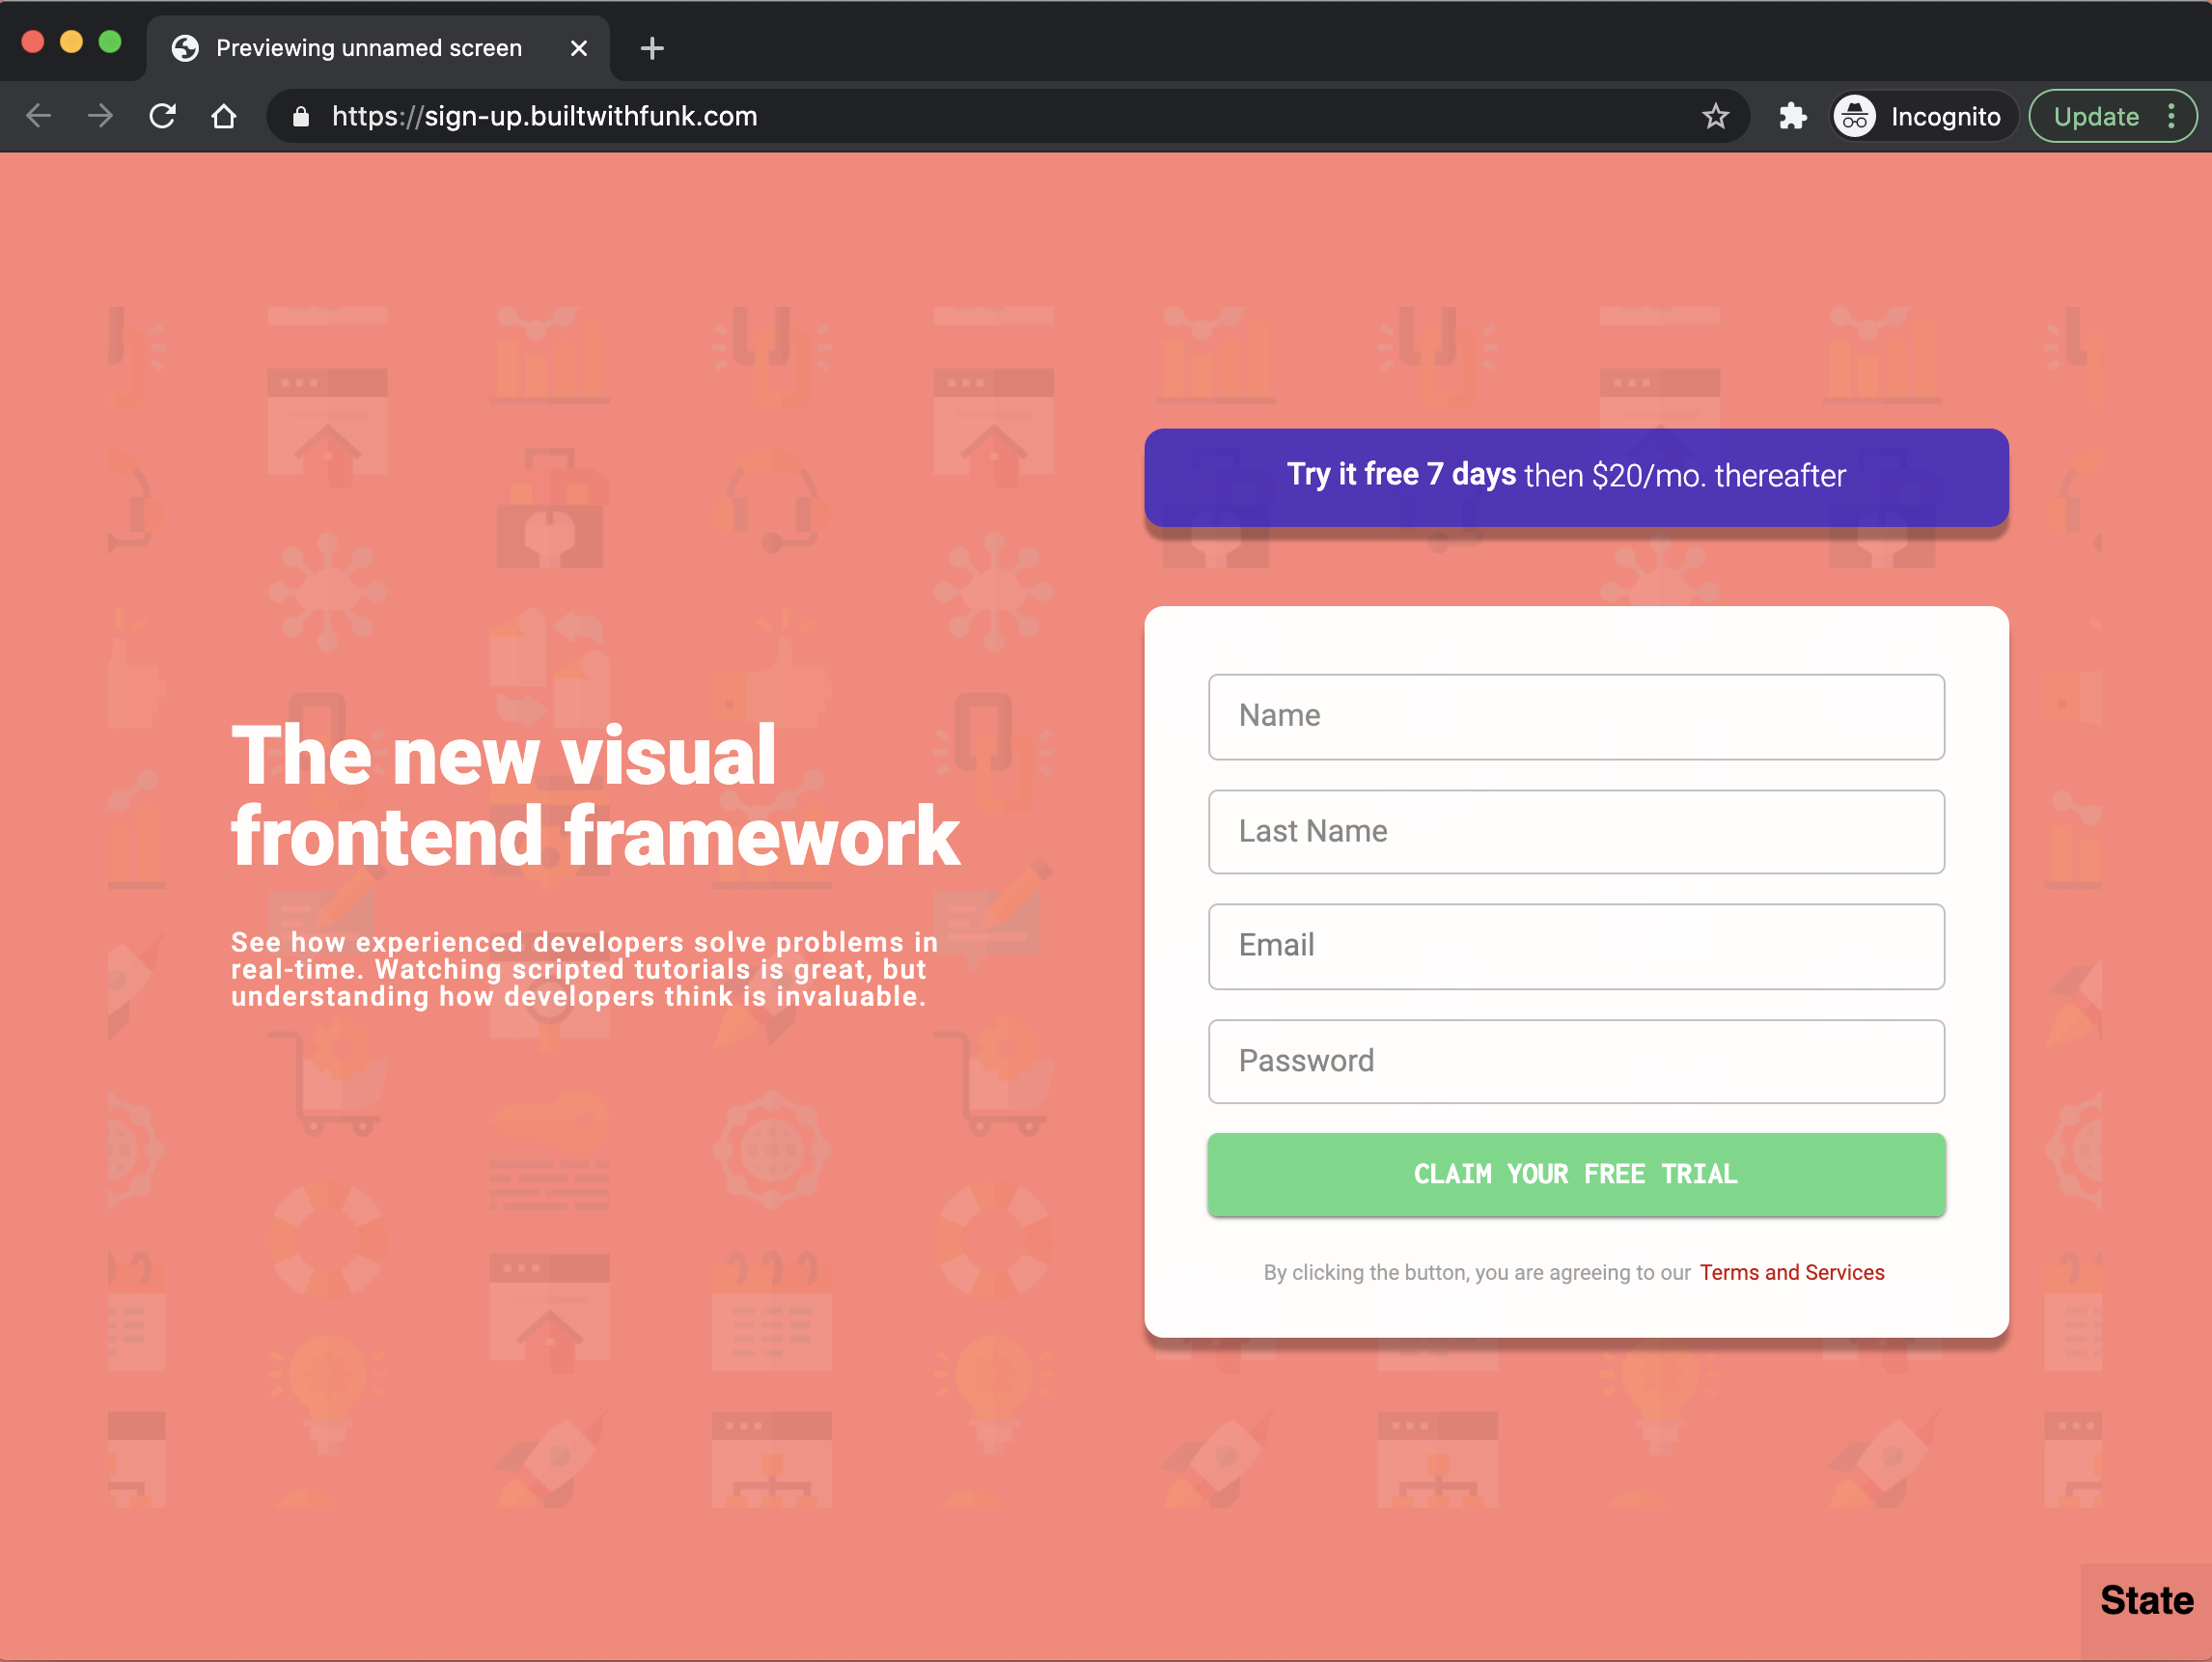 Previewing unnamed screen
https://sign-up.builtwithfunk.com
Incognito
Update
Try it free 7 days then $20/mo. thereafter
The new visual
frontend framework
See how experienced developers solve problems in
real-time. Watching scripted tutorials is great, but
understanding how developers think is invaluable.
Name
Last Name
Email
Password
CLAIM YOUR FREE TRIAL
By clicking the button, you are agreeing to our Terms and Services
State